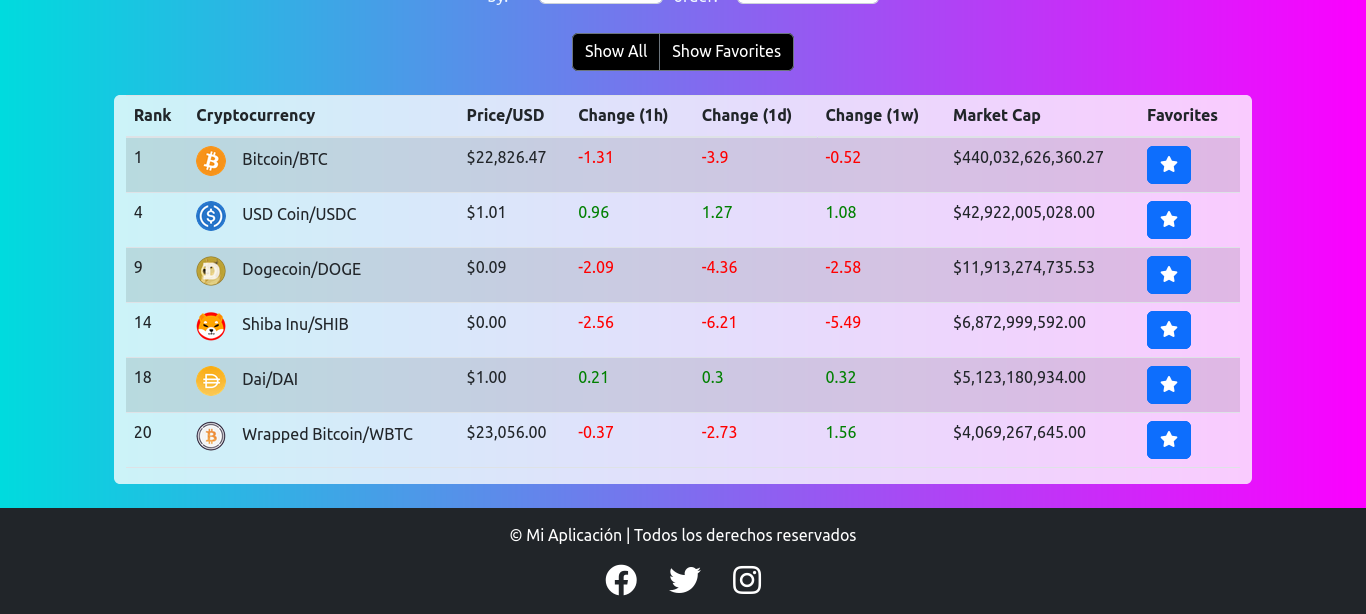 by: order:
Show All Show Favorites
Rank Cryptocurrency Price/USD Change (1h) Change (1d) Change (1w) Market Cap Favorites
1 Bitcoin/BTC $22,826.47 -1.31 -3.9 -0.52 $440,032,626,360.27
4 USD Coin/USDC $1.01 0.96 1.27 1.08 $42,922,005,028.00
9 Dogecoin/DOGE $0.09 -2.09 -4.36 -2.58 $11,913,274,735.53
14 Shiba Inu/SHIB $0.00 -2.56 -6.21 -5.49 $6,872,999,592.00
18 Dai/DAI $1.00 0.21 0.3 0.32 $5,123,180,934.00
20 Wrapped Bitcoin/WBTC $23,056.00 -0.37 -2.73 1.56 $4,069,267,645.00
© Mi Aplicación | Todos los derechos reservados